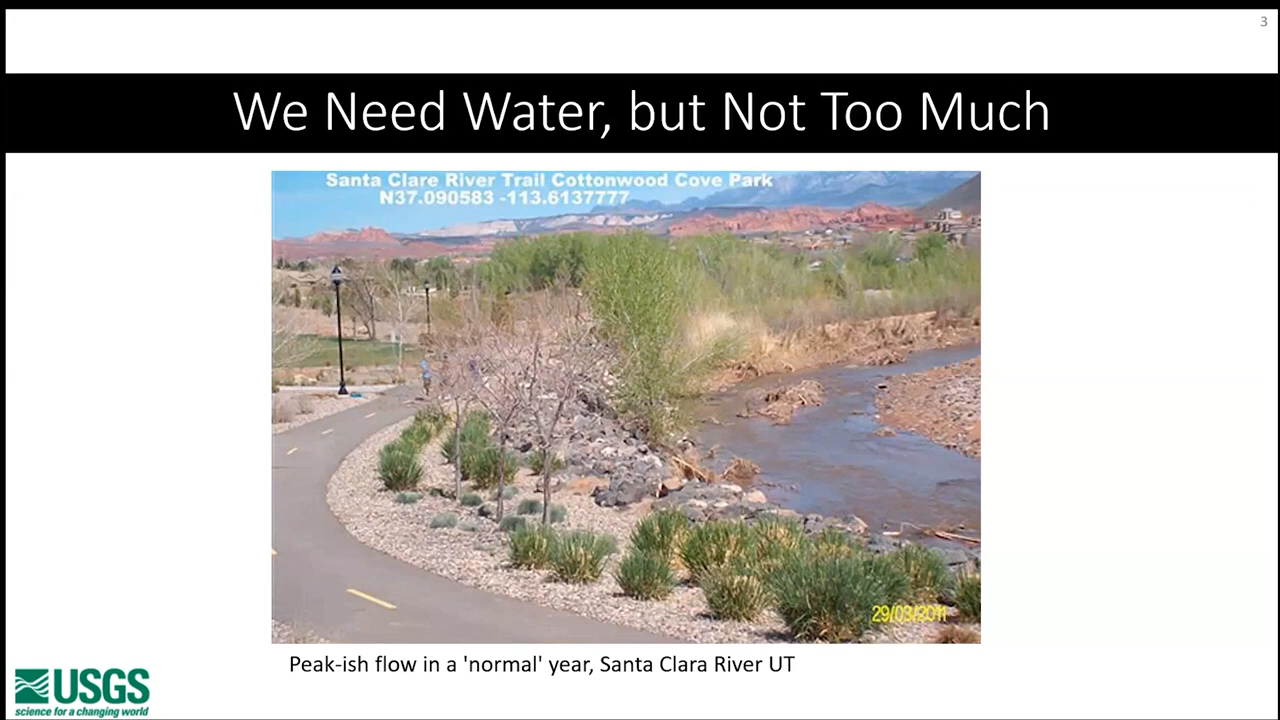 3
We Need Water, but Not Too Much
Santa Clare River Trail Cottonwood Cove Park
N37.090583 -113.6137777
29/03/2011
Peak-ish flow in a 'normal' year, Santa Clara River UT
USGS
science for a changing world